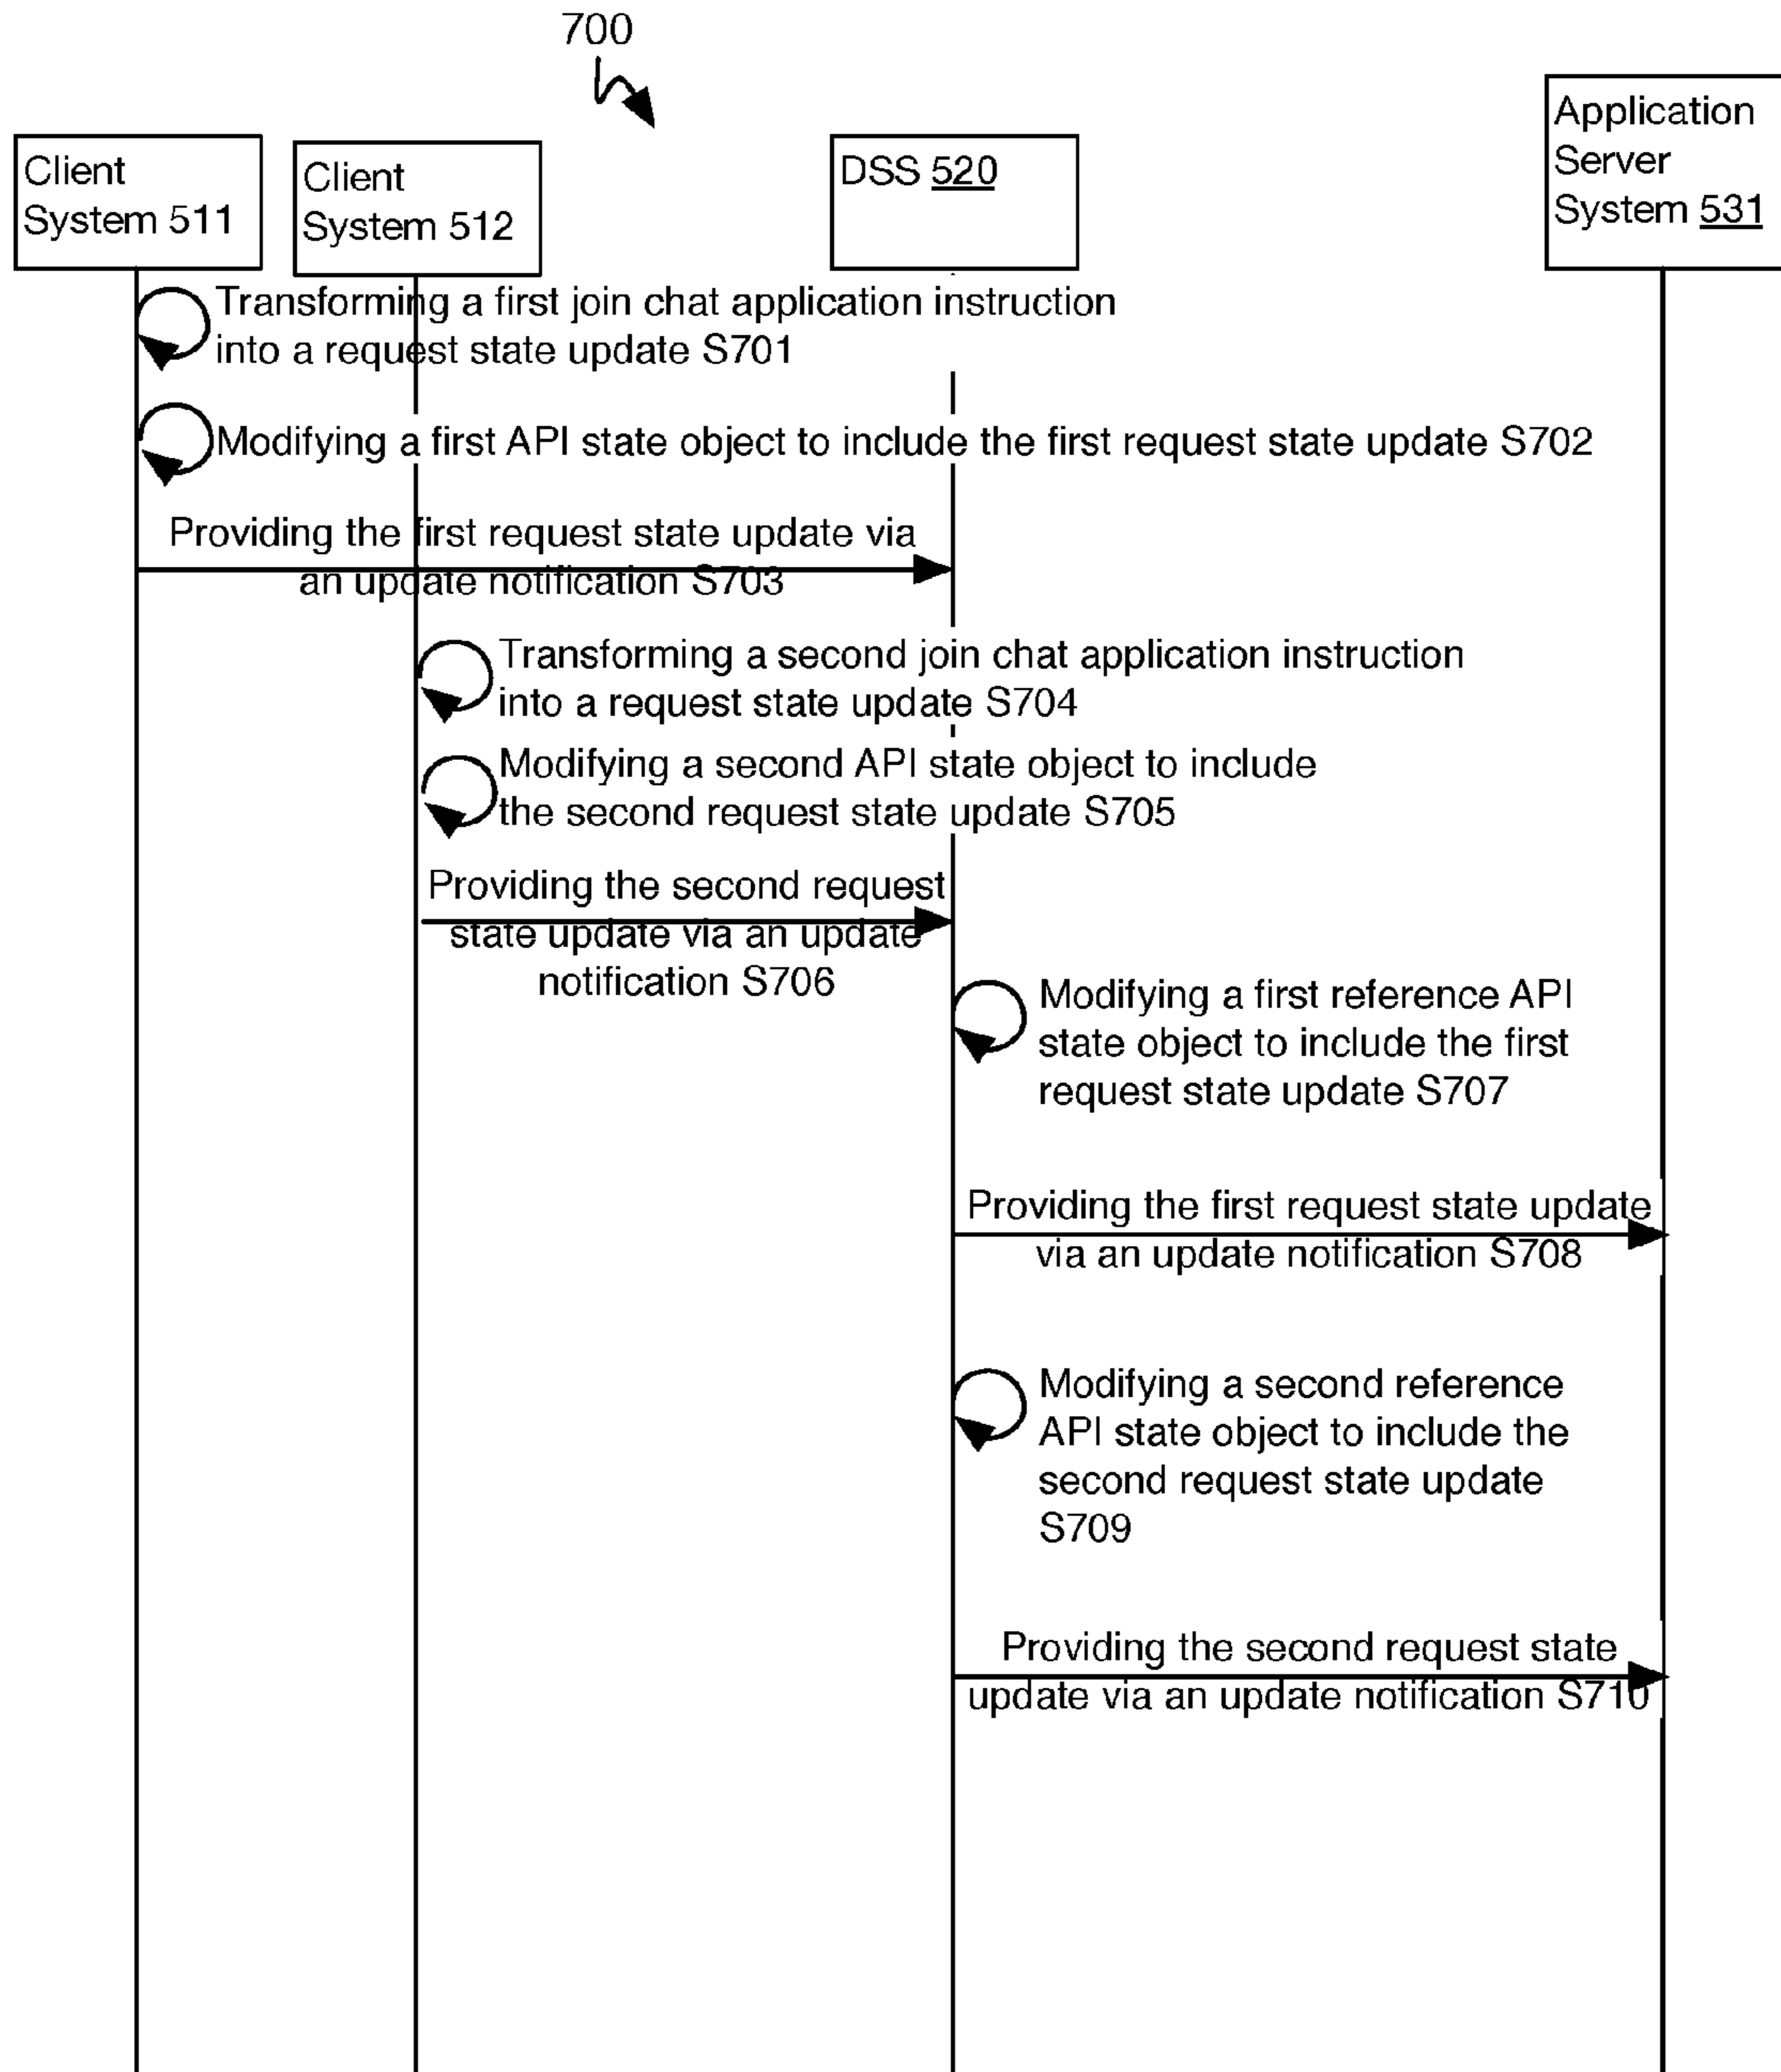 700
Client
System 511
Client
System 512
DSS 520
Application
Server
System 531
Transforming a first join chat application instruction
into a request state update S701
Modifying a first API state object to include the first request state update S702
Providing the first request state update via
an update notification S703
Transforming a second join chat application instruction
into a request state update S704
Modifying a second API state object to include
the second request state update S705
Providing the second request
state update via an update
notification S706
Modifying a first reference API
state object to include the first
request state update S707
Providing the first request state update
via an update notification S708
Modifying a second reference
API state object to include the
second request state update
S709
Providing the second request state
update via an update notification S710